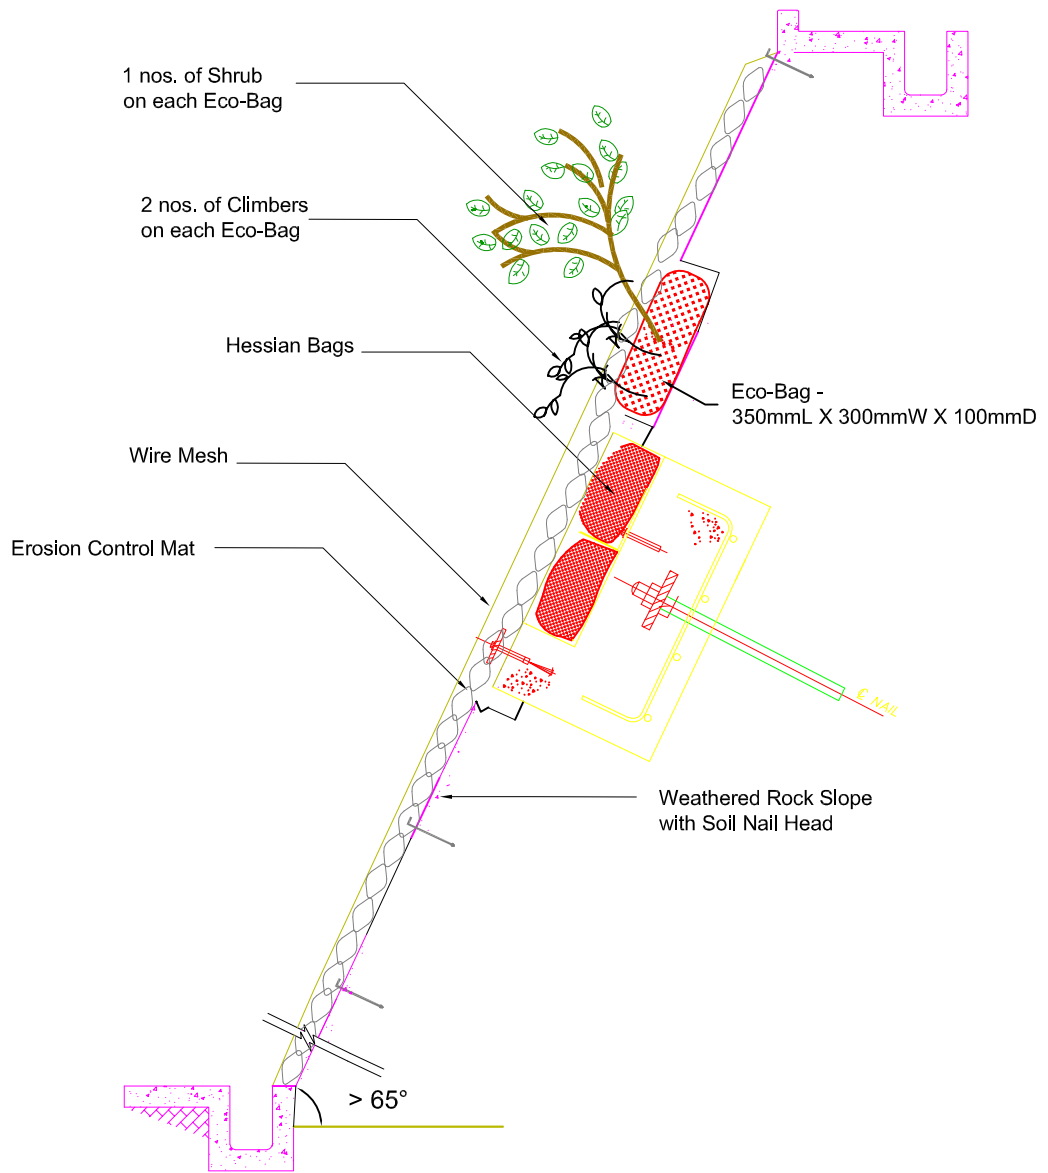 1 nos. of Shrub
on each Eco-Bag
2 nos. of Climbers
on each Eco-Bag
Hessian Bags
Eco-Bag -
350mmL X 300mmW X 100mmD
Wire Mesh
Erosion Control Mat
℄ NAIL
Weathered Rock Slope
with Soil Nail Head
> 65°